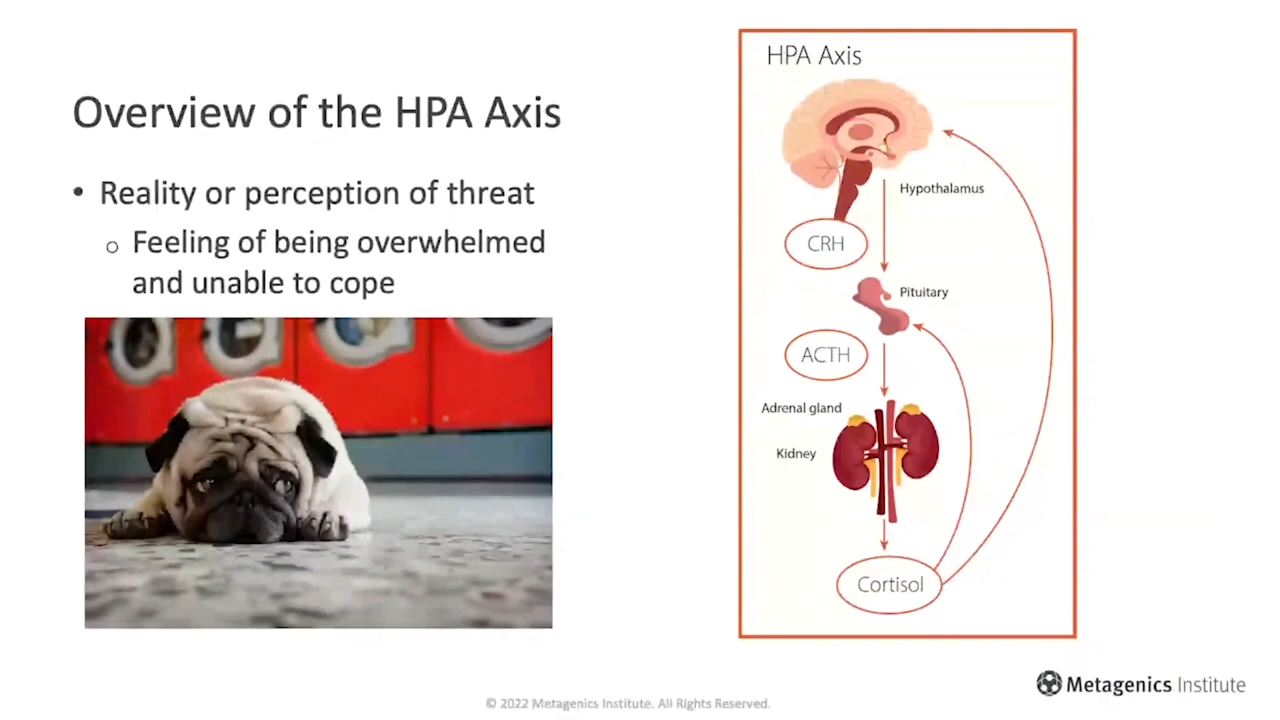 Overview of the HPA Axis
• Reality or perception of threat
o Feeling of being overwhelmed
and unable to cope
HPA Axis
Hypothalamus
CRH
Pituitary
ACTH
Adrenal gland
Kidney
Cortisol
Metagenics Institute
© 2022 Metagenics Institute. All Rights Reserved.